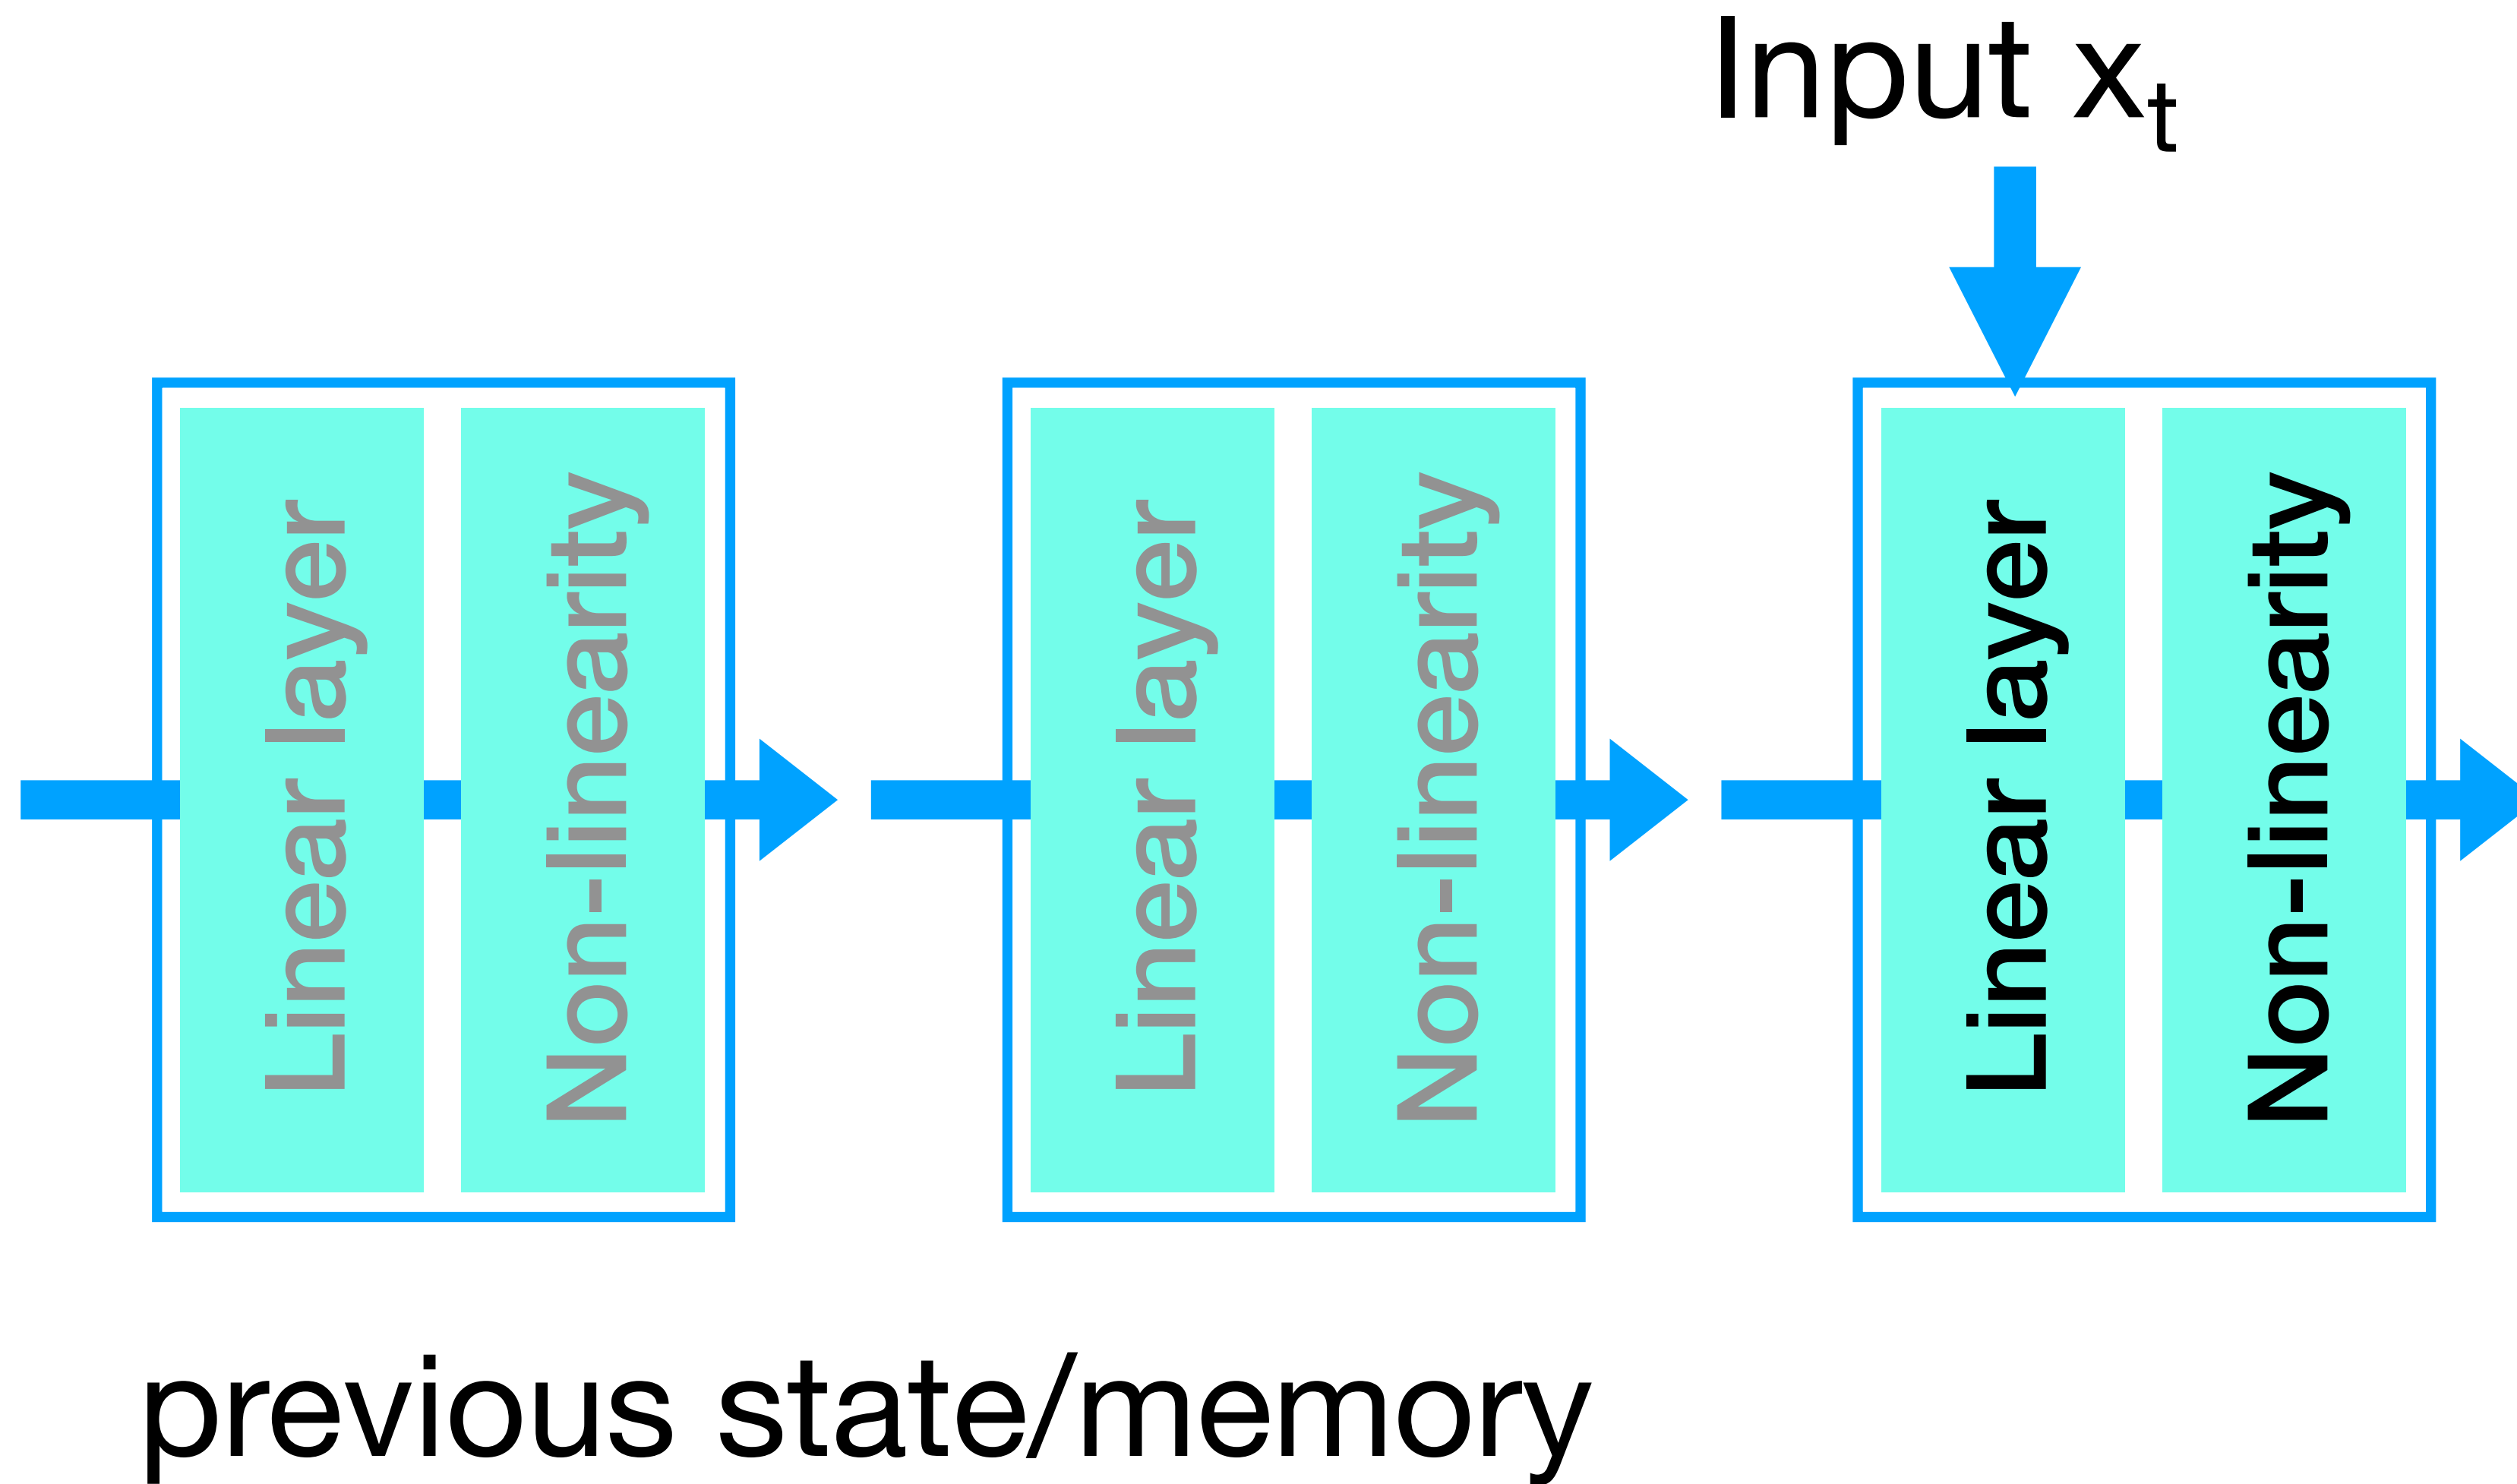 Input xₜ
Linear layer
Non-linearity
Linear layer
Non-linearity
Linear layer
Non-linearity
previous state/memory